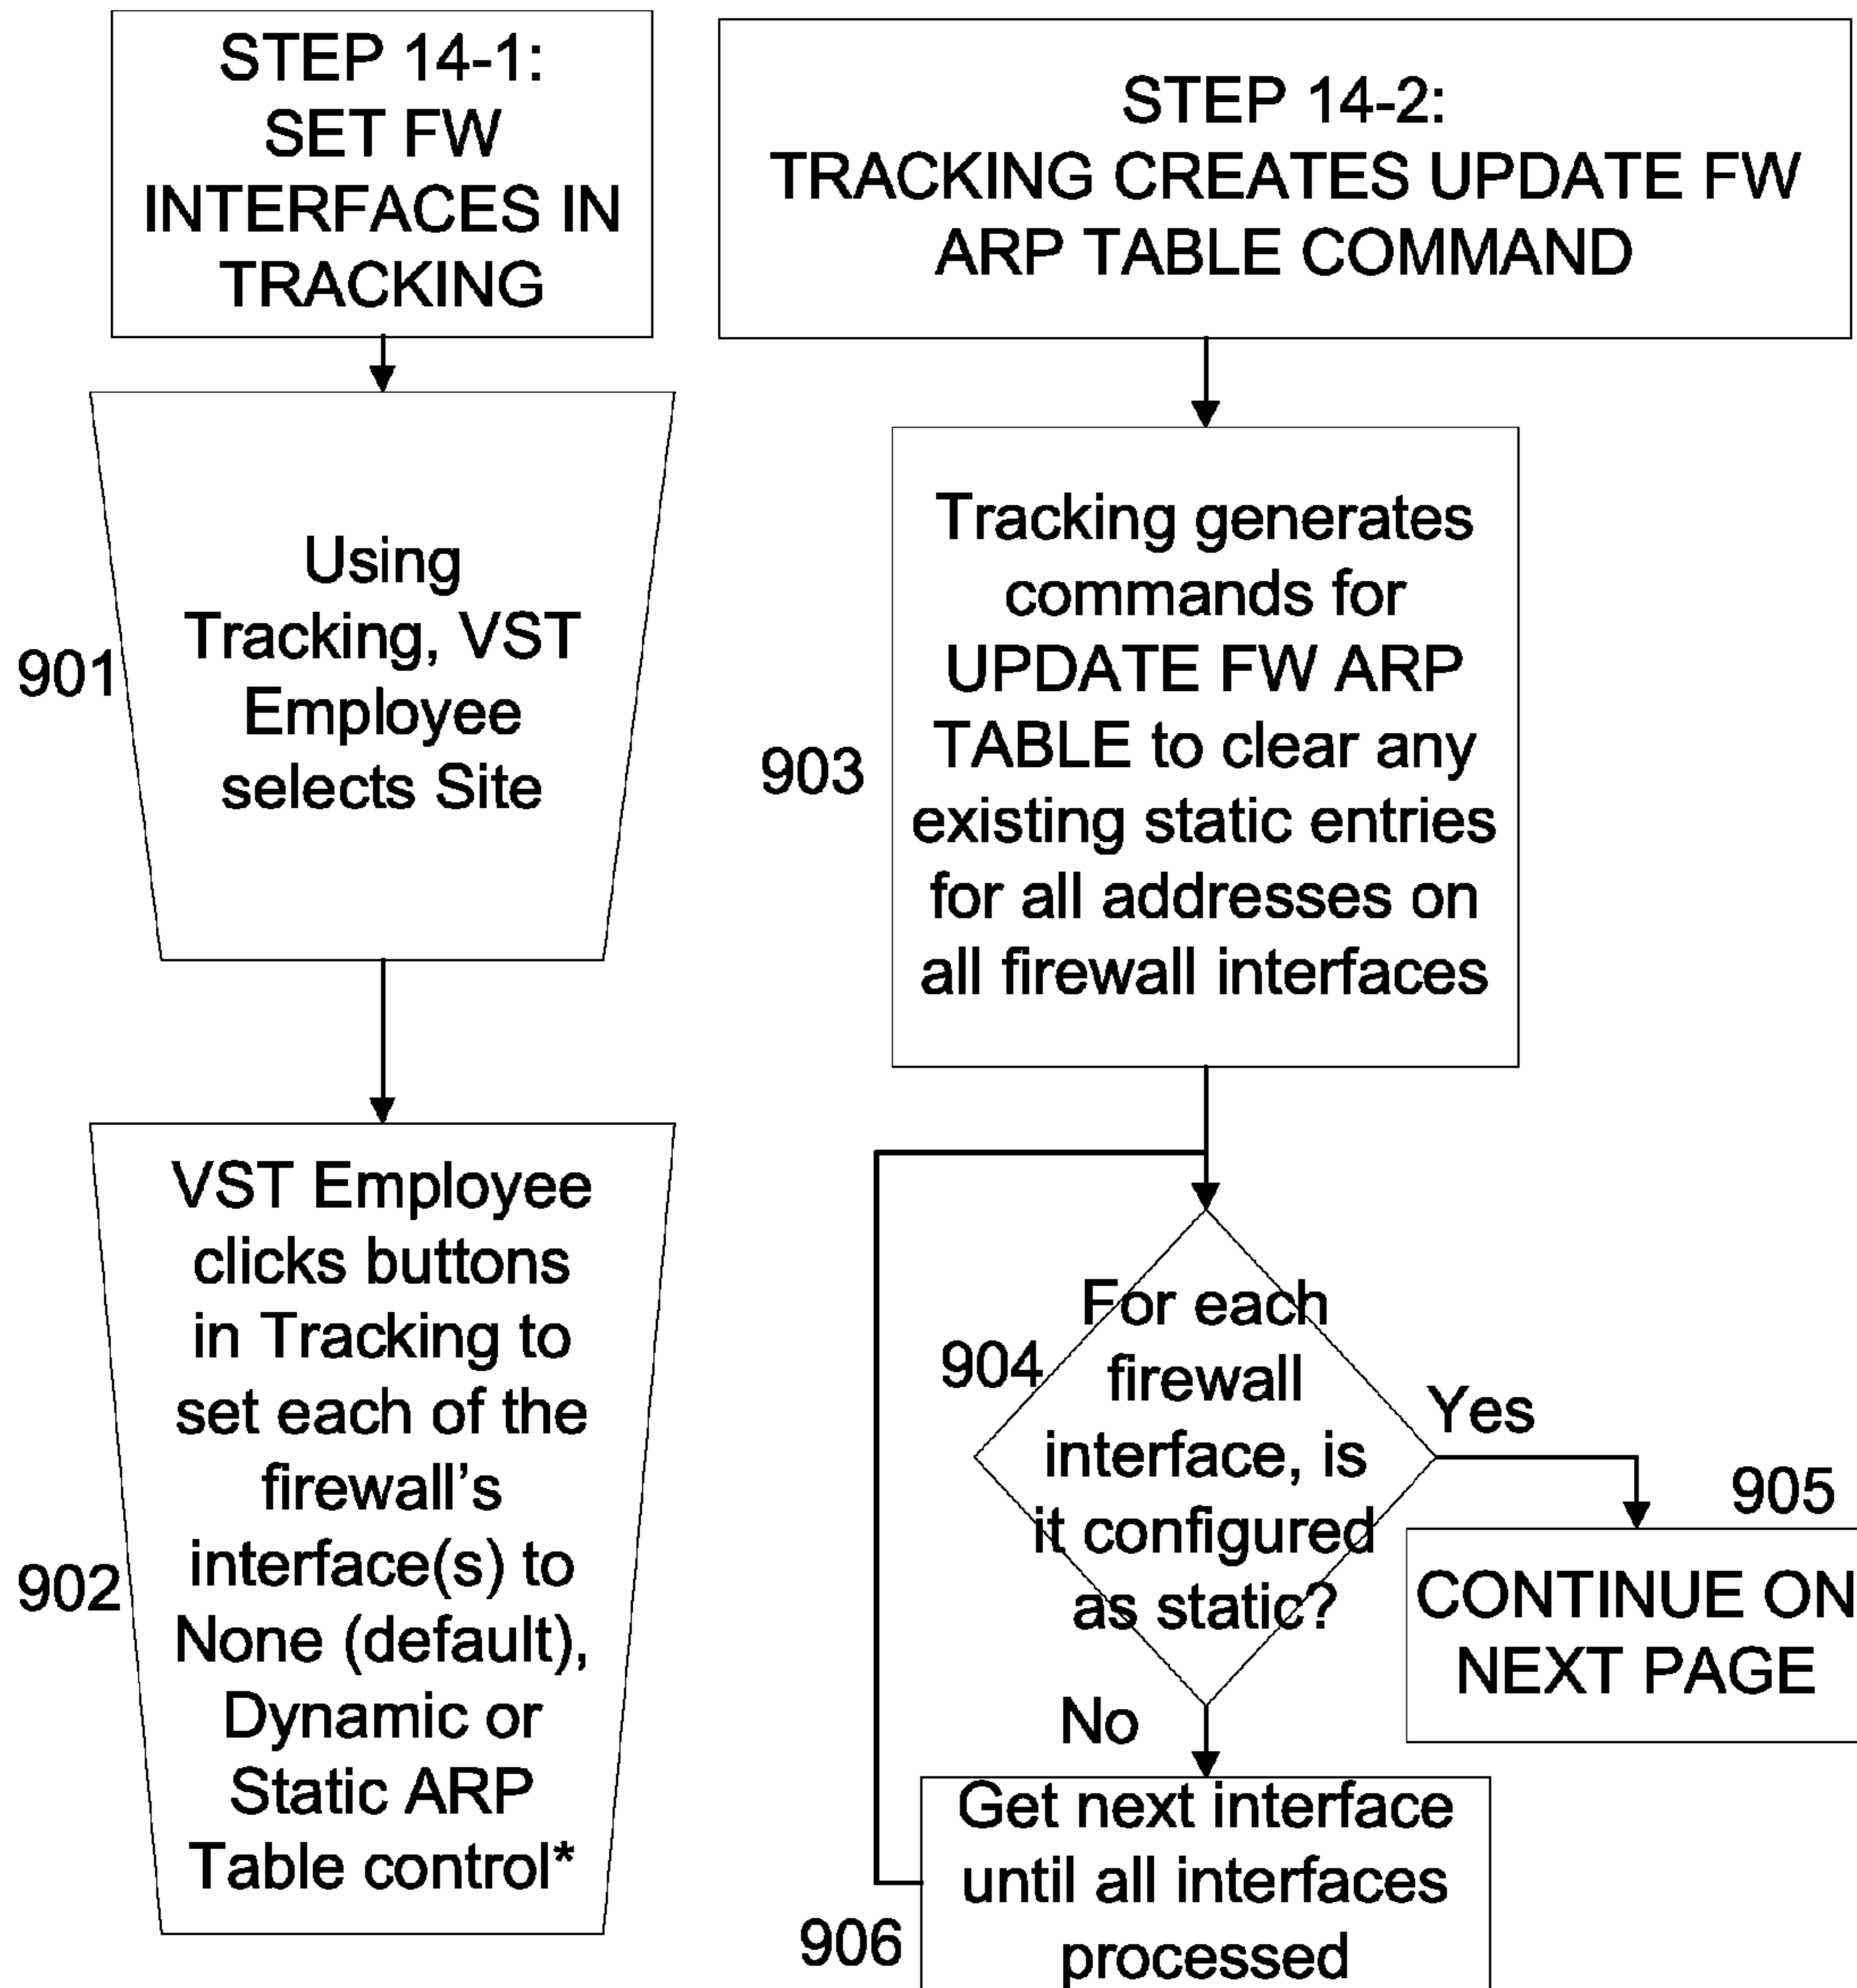 STEP 14-1:
SET FW
INTERFACES IN
TRACKING
901
Using
Tracking, VST
Employee
selects Site
902
VST Employee
clicks buttons
in Tracking to
set each of the
firewall's
interface(s) to
None (default),
Dynamic or
Static ARP
Table control*
STEP 14-2:
TRACKING CREATES UPDATE FW
ARP TABLE COMMAND
903
Tracking generates
commands for
UPDATE FW ARP
TABLE to clear any
existing static entries
for all addresses on
all firewall interfaces
904
For each
firewall
interface, is
it configured
as static?
Yes
905
CONTINUE ON
NEXT PAGE
No
906
Get next interface
until all interfaces
processed